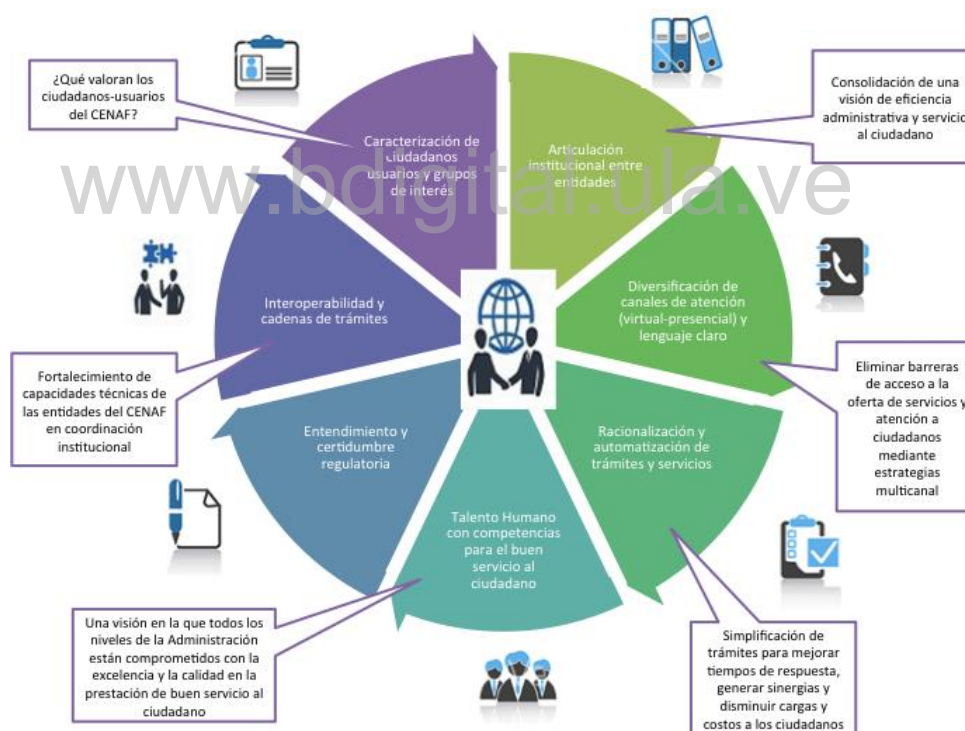 ¿Qué valoran los
ciudadanos-usuarios
del CENAF?
Caracterización de
ciudadanos
usuarios y grupos
de interés
Articulación
institucional entre
entidades
Consolidación de una
visión de eficiencia
administrativa y servicio
al ciudadano
www.bdigital.ula.ve
Interoperabilidad y
cadenas de trámites
Diversificación de
canales de atención
(virtual-presencial) y
lenguaje claro
Fortalecimiento de
capacidades técnicas de
las entidades del CENAF
en coordinación
institucional
Eliminar barreras
de acceso a la
oferta de servicios y
atención a
ciudadanos
mediante
estrategias
multicanal
Entendimiento y
certidumbre
regulatoria
Racionalización y
automatización de
trámites y servicios
Talento Humano
con competencias
para el buen
servicio al
ciudadano
Una visión en la que todos los
niveles de la Administración
están comprometidos con la
excelencia y la calidad en la
prestación de buen servicio al
ciudadano
Simplificación de
trámites para mejorar
tiempos de respuesta,
generar sinergias y
disminuir cargas y
costos a los ciudadanos